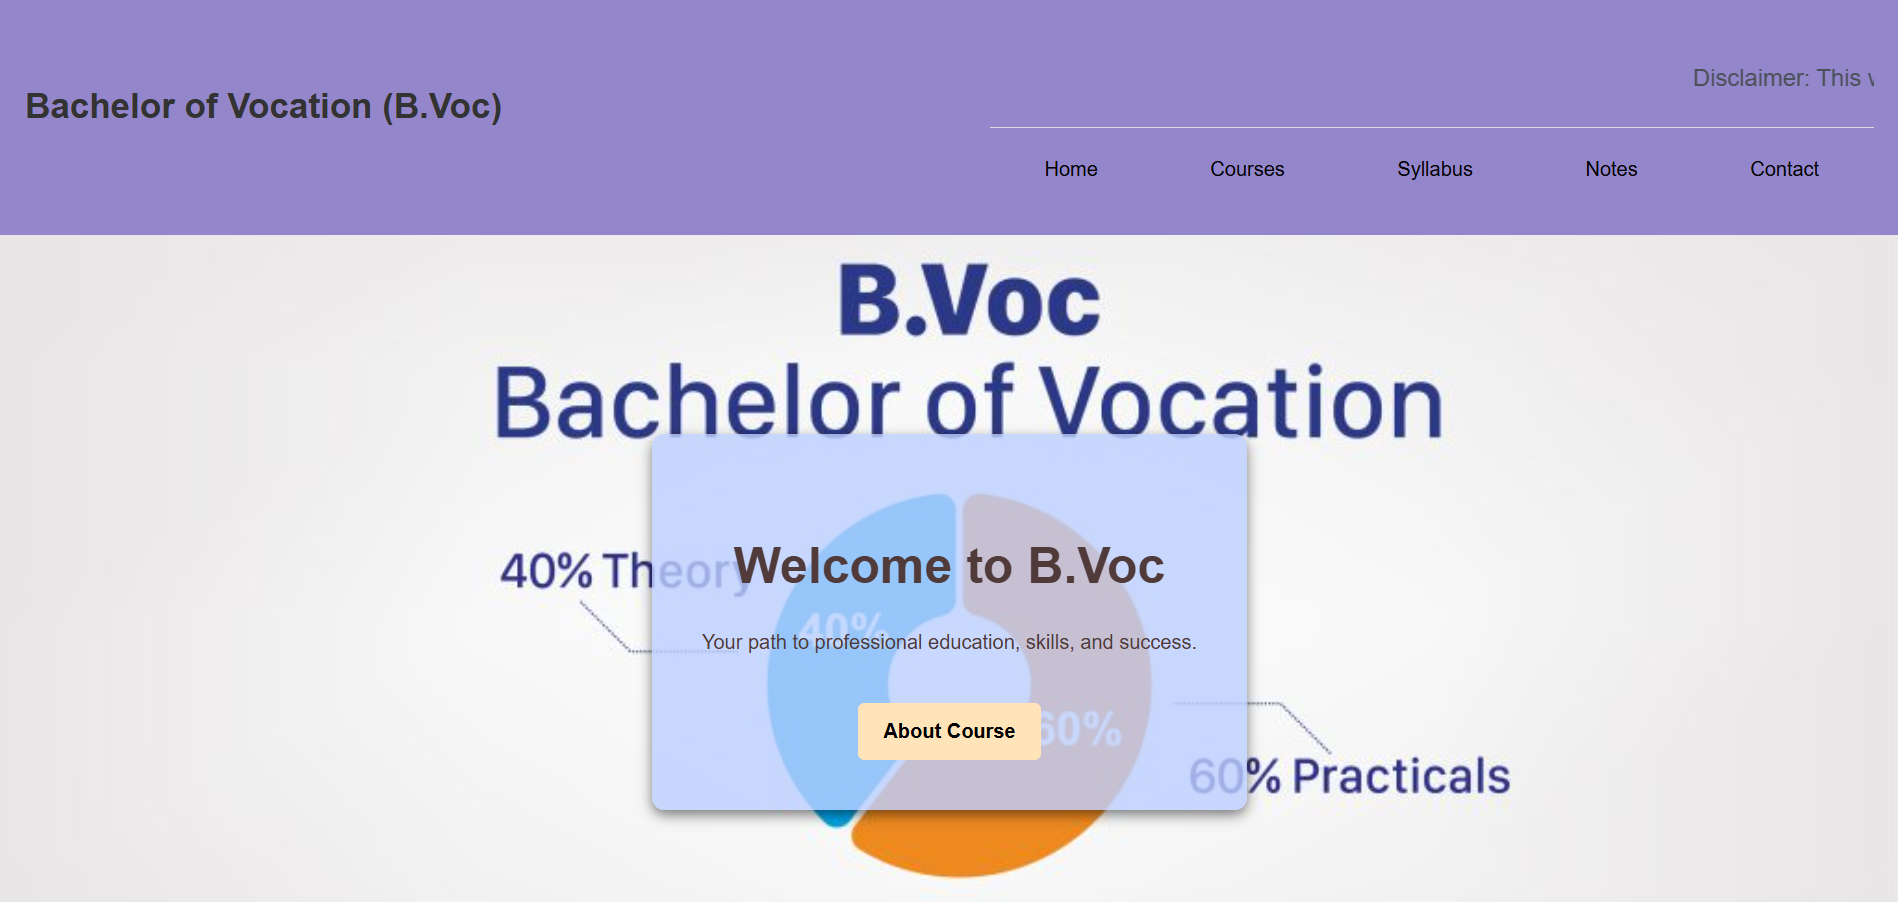 Disclaimer: This
Bachelor of Vocation (B.Voc)
Home Courses Syllabus Notes Contact
B.Voc
Bachelor of Vocation
Welcome to B.Voc
40% Theory
40%
Your path to professional education, skills, and success.
About Course
60%
60% Practicals